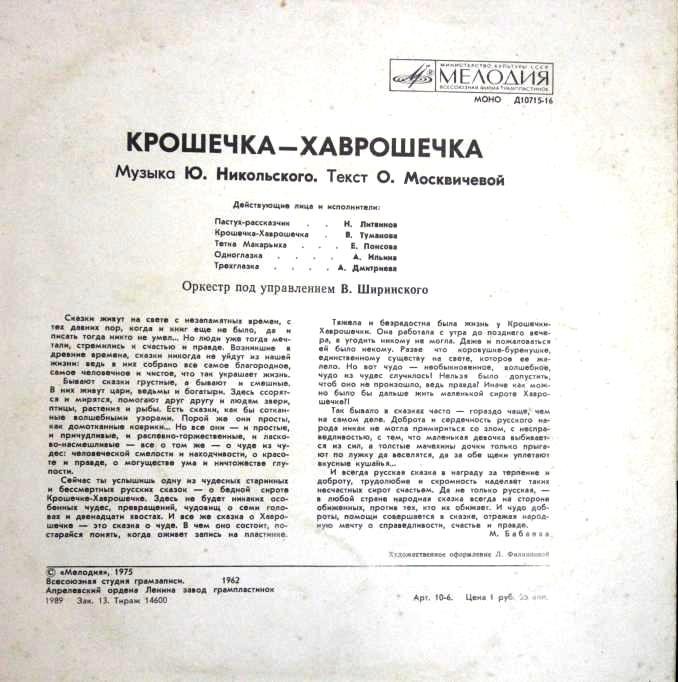 МИНИСТЕРСТВО КУЛЬТУРЫ СССР
МЕЛОДИЯ
ВСЕСОЮЗНАЯ ФИРМА ГРАМПЛАСТИНОК
МОНО Д10715-16
КРОШЕЧКА—ХАВРОШЕЧКА
Музыка Ю. Никольского. Текст О. Москвичевой
Действующие лица и исполнители:
Пастух-рассказчик . . Н. Литвинов
Крошечка-Хаврошечка . В. Туманова
Тетка Макарьиха . . Е. Понсова
Одноглазка . . . . А. Ильина
Трехглазка . . . . А. Дмитриева
Оркестр под управлением В. Ширинского
Сказки живут на свете с незапамятных времен, с
тех давних пор, когда и книг еще не было, да и
писать тогда никто не умел... Но люди уже тогда меч-
тали, стремились к счастью и правде. Возникшие в
древние времена, сказки никогда не уйдут из нашей
жизни: ведь в них собрано все самое благородное,
самое человечное и чистое, что так украшает жизнь.
Бывают сказки грустные, а бывают и смешные.
В них живут цари, ведьмы и богатыри. Здесь ссорят-
ся и мирятся, помогают друг другу и людям звери,
птицы, растения и рыбы. Есть сказки, как бы соткан-
ные волшебными узорами. Порой же они просты,
как домотканные коврики... Но все они — и простые,
и причудливые, и распевно-торжественные, и ласко-
во-насмешливые — все о том же — о чуде из чу-
дес: человеческой смелости и находчивости, о красо-
те и правде, о могуществе ума и ничтожестве глу-
пости.
Сейчас ты услышишь одну из чудесных старинных
и бессмертных русских сказок — о бедной сироте
Крошечке-Хаврошечке. Здесь не будет никаких осо-
бенных чудес, превращений, чудовищ о семи голо-
вах и двенадцати хвостах. И все же сказка о Хавро-
шечке — это сказка о чуде. В чем оно состоит, по-
старайся понять, когда оживет запись на пластинке.
Тяжела и безрадостна была жизнь у Крошечки-
Хаврошечки. Она работала с утра до позднего вече-
ра, а угодить никому не могла. Даже и пожаловаться
ей было некому. Разве что коровушке-буренушке,
единственному существу на свете, которое ее жа-
лело. Но вот чудо — необыкновенное, волшебное,
чудо из чудес случилось! Нельзя было допустить,
чтоб оно не произошло, ведь правда? Иначе как мож-
но было бы дальше жить маленькой сироте Хавро-
шечке?!
Так бывало в сказках часто — гораздо чаще, чем
на самом деле. Доброта и сердечность русского на-
рода никак не могла примириться со злом, с неспра-
ведливостью, с тем, что маленькая девочка выбивает-
ся из сил, а толстые мачехины дочки только прыг-
ают по лужку да веселятся, да за обе щеки уплетают
вкусные кушанья...
И всегда русская сказка в награду за терпение и
доброту, трудолюбие и скромность наделяет таких
несчастных сирот счастьем. Да не только русская, —
в любой стране народная сказка всегда на стороне
обиженных, против тех, кто их обижает. И чудо доб-
роты, помощи совершается в сказке, отражая народ-
ную мечту о справедливости, счастье и правде.
М. Бабаева
Художественное оформление Л.
© «Мелодия», 1975
Всесоюзная студия грамзаписи. 1962
Апрелевский ордена Ленина завод грампластинок
1989 Зак. 13. Тираж 14600
Арт. 10-6. Цена 1 руб.